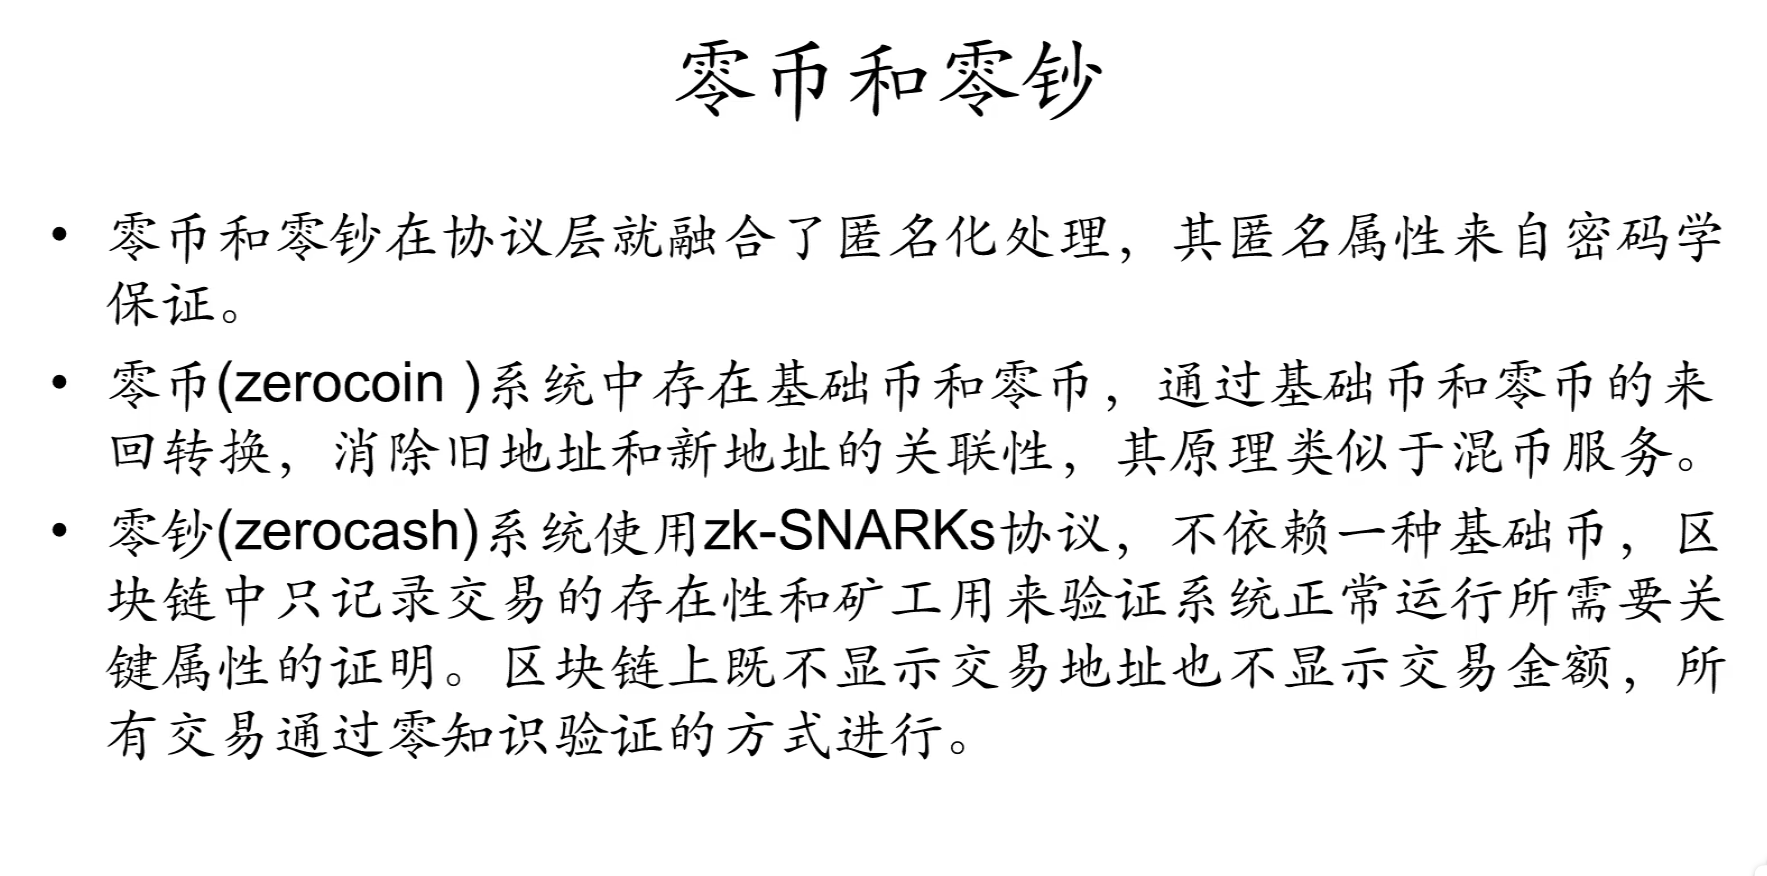 零币和零钞
• 零币和零钞在协议层就融合了匿名化处理，其匿名属性来自密码学
保证。
• 零币(zerocoin )系统中存在基础币和零币，通过基础币和零币的来
回转换，消除旧地址和新地址的关联性，其原理类似于混币服务。
• 零钞(zerocash)系统使用zk-SNARKs协议，不依赖一种基础币，区
块链中只记录交易的存在性和矿工用来验证系统正常运行所需要关
键属性的证明。区块链上既不显示交易地址也不显示交易金额，所
有交易通过零知识验证的方式进行。